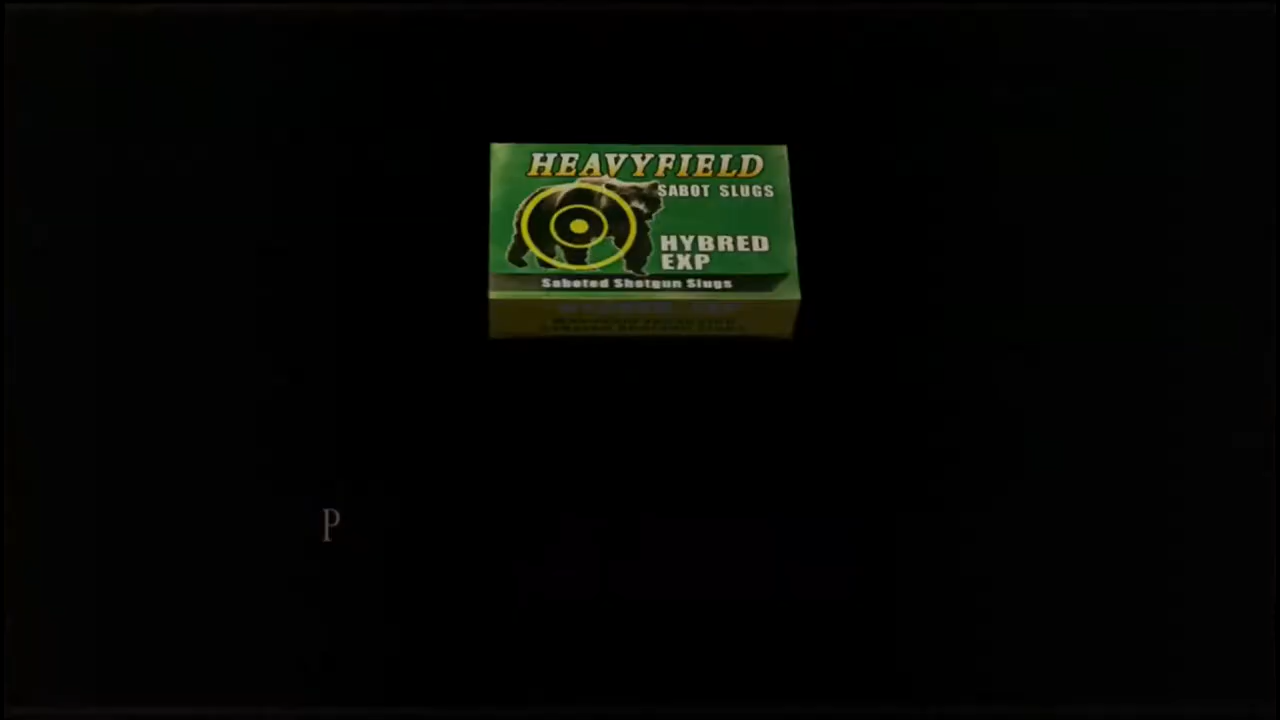 HEAVYFIELD
SABOT SLUGS
HYBRED
EXP
Saboted Shotgun Slugs
P